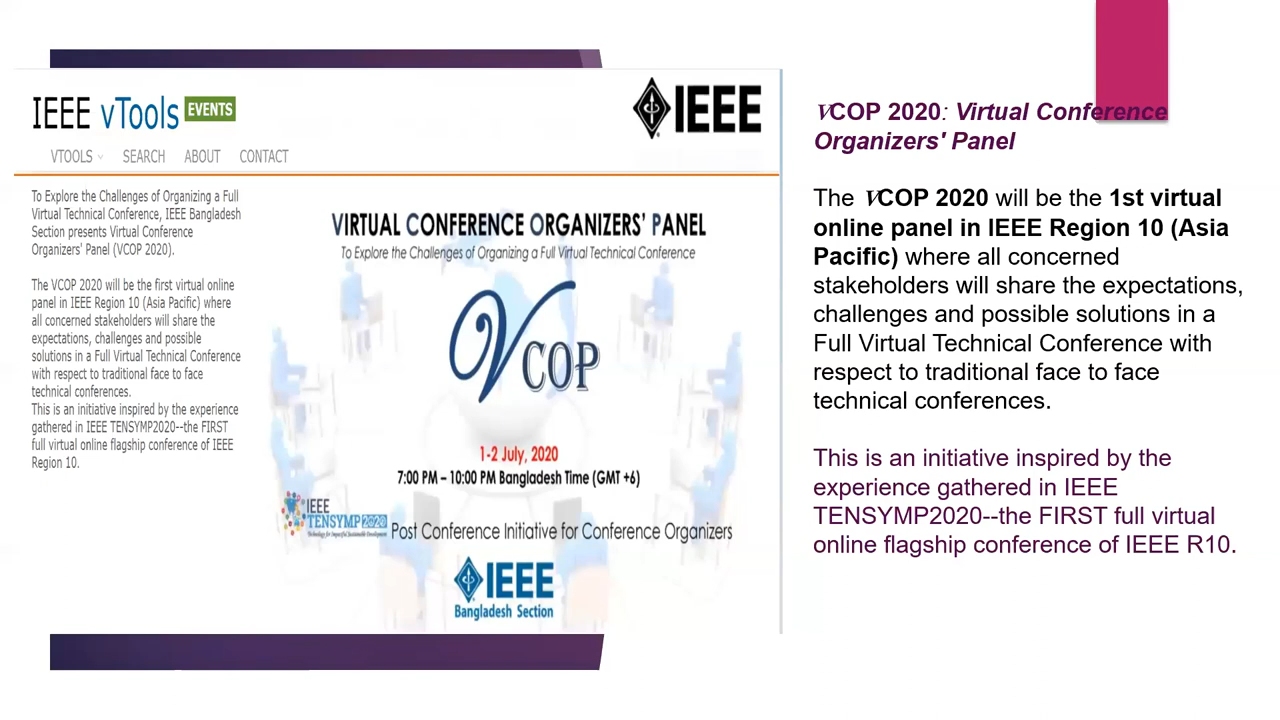 IEEE vTools EVENTS
IEEE
VTOOLS SEARCH ABOUT CONTACT
To Explore the Challenges of Organizing a Full
Virtual Technical Conference, IEEE Bangladesh
Section presents Virtual Conference
Organizers' Panel (VCOP 2020).
The VCOP 2020 will be the first virtual online
panel in IEEE Region 10 (Asia Pacific) where
all concerned stakeholders will share the
expectations, challenges and possible
solutions in a Full Virtual Technical Conference
with respect to traditional face to face
technical conferences.
This is an initiative inspired by the experience
gathered in IEEE TENSYMP2020--the FIRST
full virtual online flagship conference of IEEE
Region 10.
VIRTUAL CONFERENCE ORGANIZERS' PANEL
To Explore the Challenges of Organizing a Full Virtual Technical Conference
VCOP
1-2 July, 2020
7:00 PM – 10:00 PM Bangladesh Time (GMT +6)
IEEE
TENSYMP 2020
Technology for Impactful Sustainable Development
Post Conference Initiative for Conference Organizers
IEEE
Bangladesh Section
VCOP 2020: Virtual Conference
Organizers' Panel
The VCOP 2020 will be the 1st virtual
online panel in IEEE Region 10 (Asia
Pacific) where all concerned
stakeholders will share the expectations,
challenges and possible solutions in a
Full Virtual Technical Conference with
respect to traditional face to face
technical conferences.
This is an initiative inspired by the
experience gathered in IEEE
TENSYMP2020--the FIRST full virtual
online flagship conference of IEEE R10.